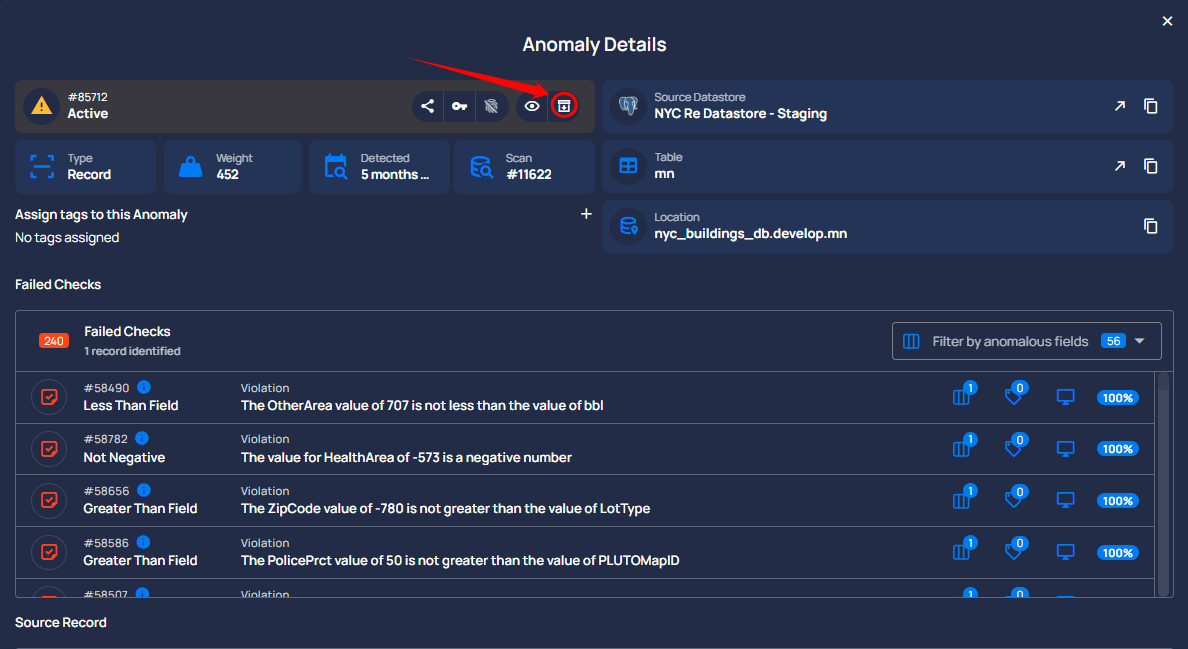 Anomaly Details
#85712
Active
Source Datastore
NYC Re Datastore - Staging
Type
Record
Weight
452
Detected
5 months ...
Scan
#11622
Table
mn
Assign tags to this Anomaly
No tags assigned
Location
nyc_buildings_db.develop.mn
Failed Checks
240
Failed Checks
1 record identified
Filter by anomalous fields 56
#58490
Less Than Field
Violation
The OtherArea value of 707 is not less than the value of bbl
1 0 100%
#58782
Not Negative
Violation
The value for HealthArea of -573 is a negative number
1 0 100%
#58656
Greater Than Field
Violation
The ZipCode value of -780 is not greater than the value of LotType
1 0 100%
#58586
Greater Than Field
Violation
The PolicePrct value of 50 is not greater than the value of PLUTOMapID
1 0 100%
#58507
Violation
1 0
Source Record